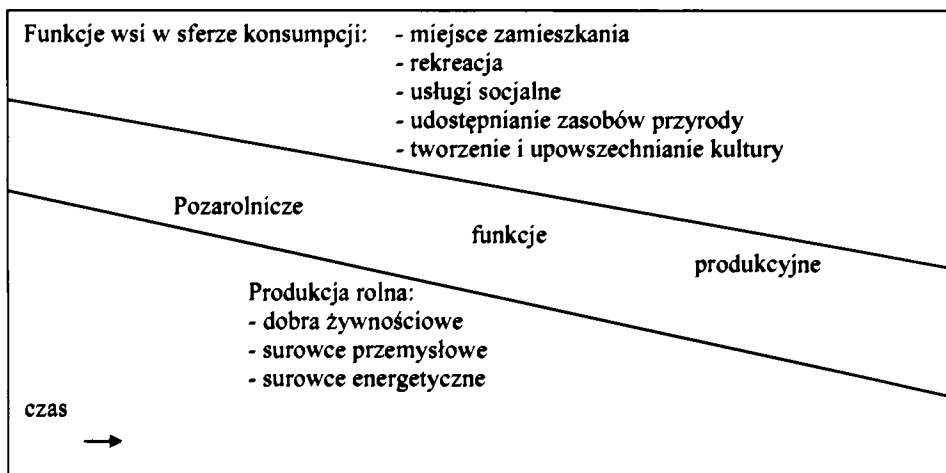 Funkcje wsi w sferze konsumpcji: - miejsce zamieszkania
- rekreacja
- usługi socjalne
- udostępnianie zasobów przyrody
- tworzenie i upowszechnianie kultury
Pozarolnicze
funkcje
produkcyjne
Produkcja rolna:
- dobra żywnościowe
- surowce przemysłowe
- surowce energetyczne
czas